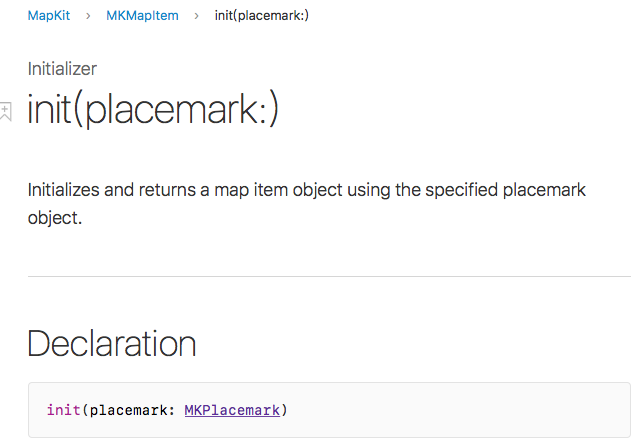 MapKit › MKMapItem › init(placemark:)
Initializer
init(placemark:)
Initializes and returns a map item object using the specified placemark
object.
Declaration
init(placemark: MKPlacemark)